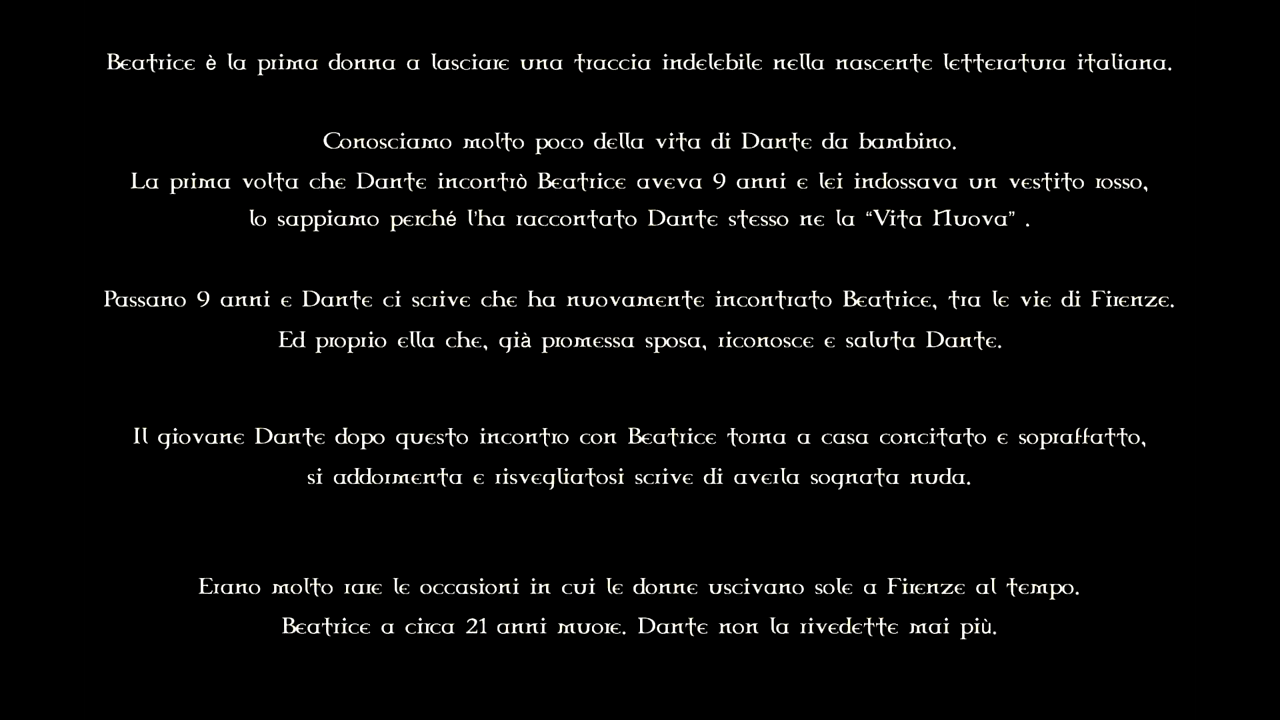 Beatrice è la prima donna a lasciare una traccia indelebile nella nascente letteratura italiana.
Conosciamo molto poco della vita di Dante da bambino.
La prima volta che Dante incontrò Beatrice aveva 9 anni e lei indossava un vestito rosso,
lo sappiamo perché l'ha raccontato Dante stesso ne la “Vita Nuova” .
Passano 9 anni e Dante ci scrive che ha nuovamente incontrato Beatrice, tra le vie di Firenze.
Ed proprio ella che, già promessa sposa, riconosce e saluta Dante.
Il giovane Dante dopo questo incontro con Beatrice torna a casa concitato e sopraffatto,
si addormenta e risvegliatosi scrive di averla sognata nuda.
Erano molto rare le occasioni in cui le donne uscivano sole a Firenze al tempo.
Beatrice a circa 21 anni muore. Dante non la rivedette mai più.